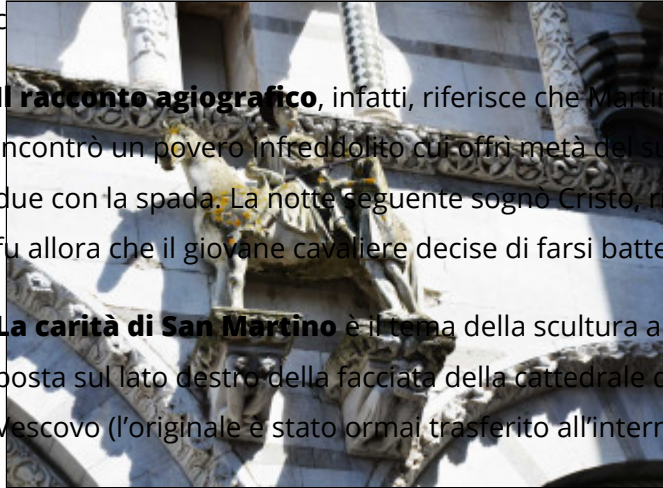 Il racconto agiografico, infatti, riferisce che Martin
incontrò un povero infreddolito cui offrì metà del su
due con la spada. La notte seguente sognò Cristo,
fu allora che il giovane cavaliere decise di farsi batte
La carità di San Martino è il tema della scultura a
posta sul lato destro della facciata della cattedrale
Vescovo (l'originale è stato ormai trasferito all'intern